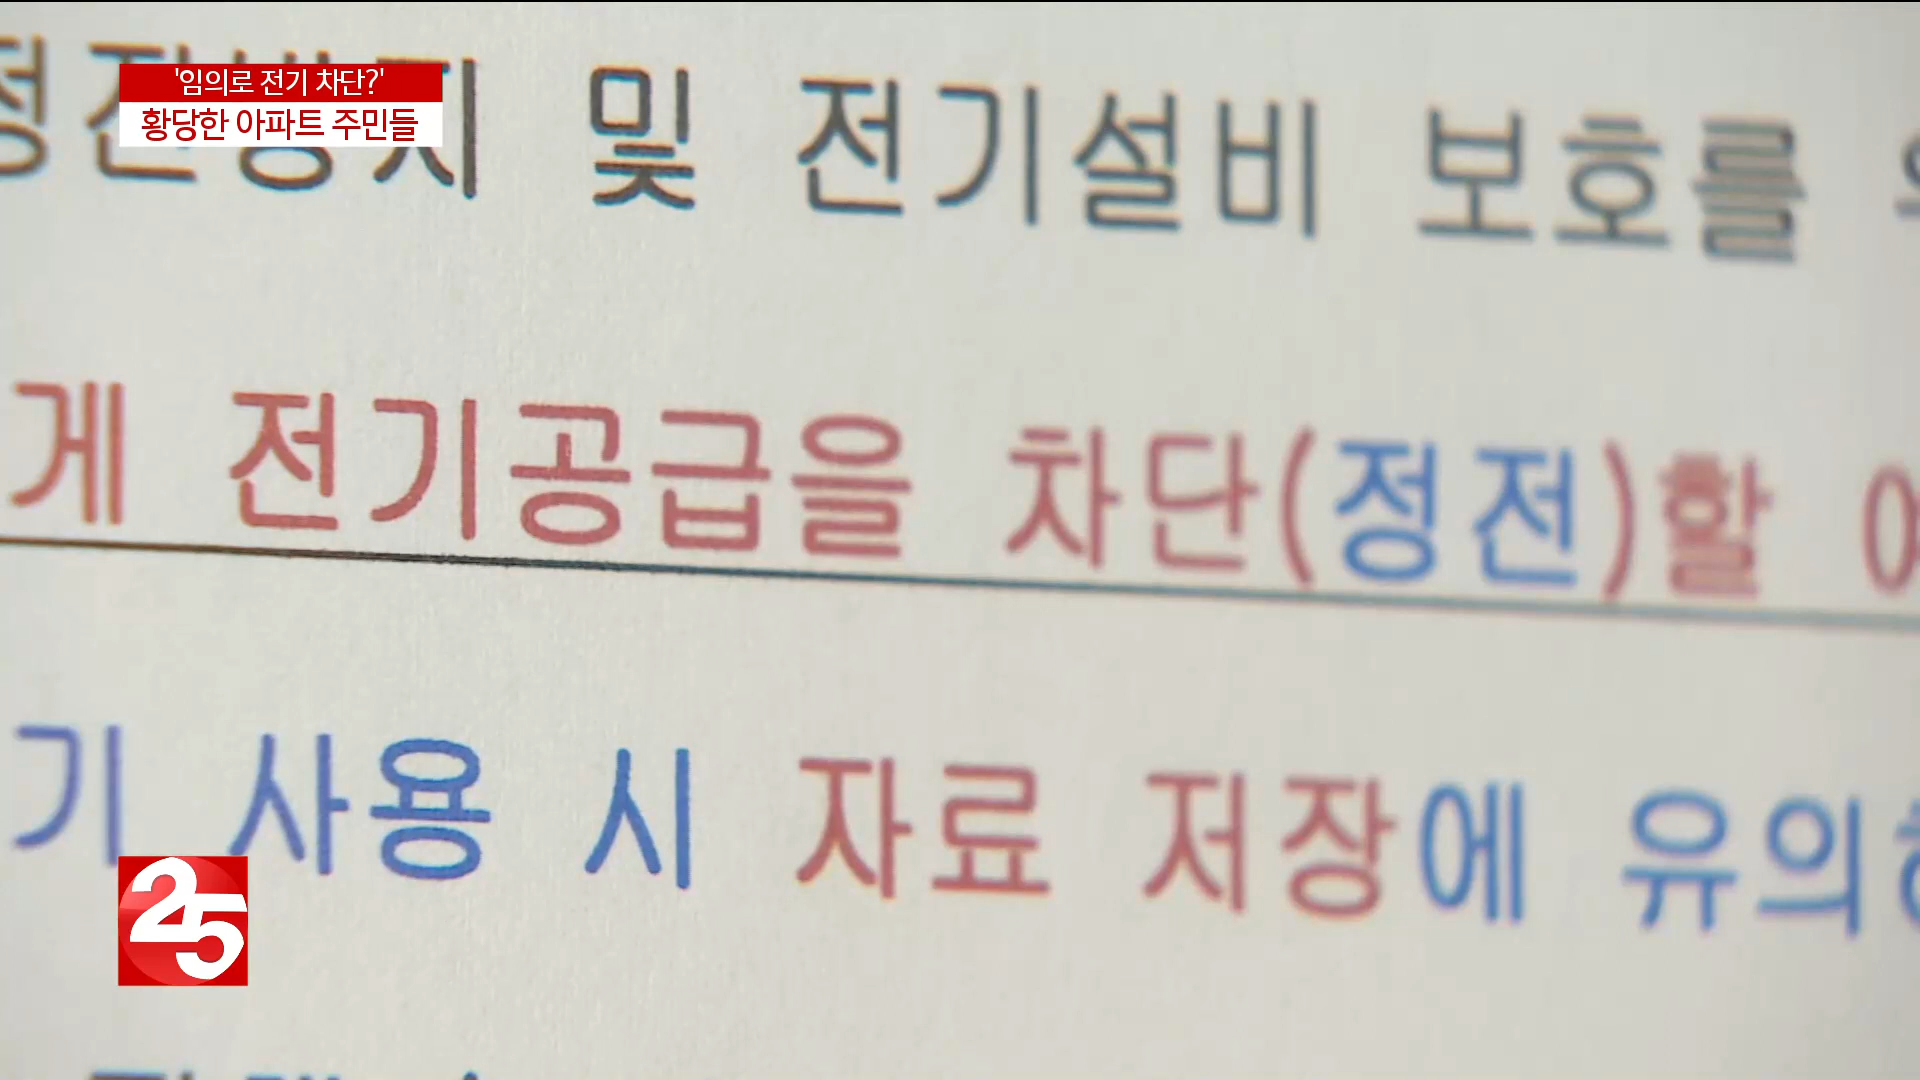 '임의로 전기 차단?'
황당한 아파트 주민들
및 전기설비 보호를
게 전기공급을 차단(정전)할
기 사용 시 자료 저장에 유의
25